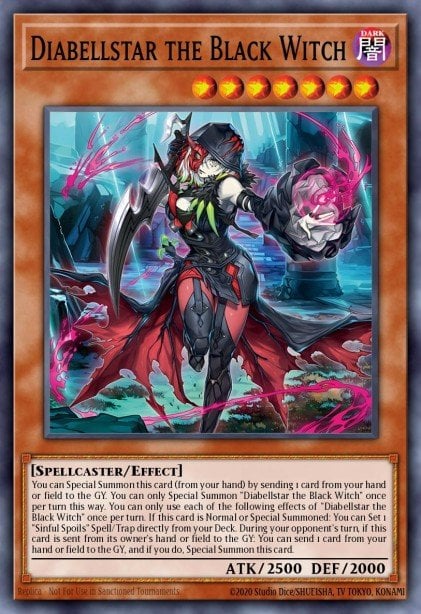 Diabellstar the Black Witch
DARK
闇
[Spellcaster/Effect]
You can Special Summon this card (from your hand) by sending 1 card from your hand
or field to the GY. You can only Special Summon "Diabellstar the Black Witch" once
per turn this way. You can only use each of the following effects of "Diabellstar the
Black Witch" once per turn. If this card is Normal or Special Summoned: You can Set 1
"Sinful Spoils" Spell/Trap directly from your Deck. During your opponent's turn, if this
card is sent from its owner's hand or field to the GY: You can send 1 card from your
hand or field to the GY, and if you do, Special Summon this card.
ATK/2500 DEF/2000
Replica - Not For Use in Sanctioned Tournaments
©2020 Studio Dice/SHUEISHA, TV TOKYO, KONAMI